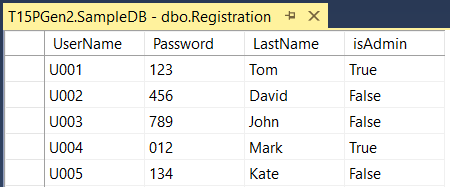 T15PGen2.SampleDB - dbo.Registration
UserName Password LastName isAdmin
U001 123 Tom True
U002 456 David False
U003 789 John False
U004 012 Mark True
U005 134 Kate False